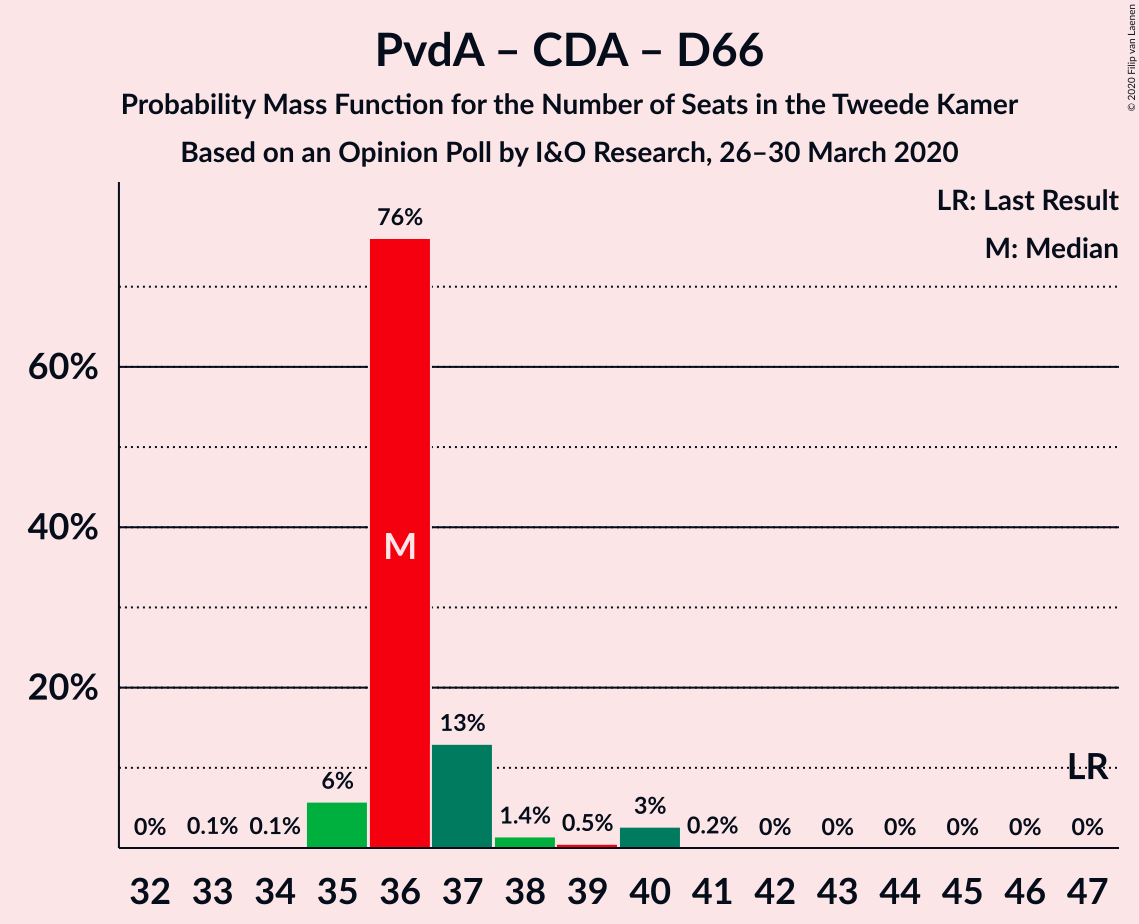 PvdA – CDA – D66
Probability Mass Function for the Number of Seats in the Tweede Kamer
Based on an Opinion Poll by I&O Research, 26–30 March 2020
© 2020 Filip van Laenen
LR: Last Result
M: Median
76%
60%
40%
M
20%
13%
LR
6%
3%
1.4%
0.5%
0% 0.1% 0.1% 0.2% 0% 0% 0% 0% 0% 0%
32 33 34 35 36 37 38 39 40 41 42 43 44 45 46 47